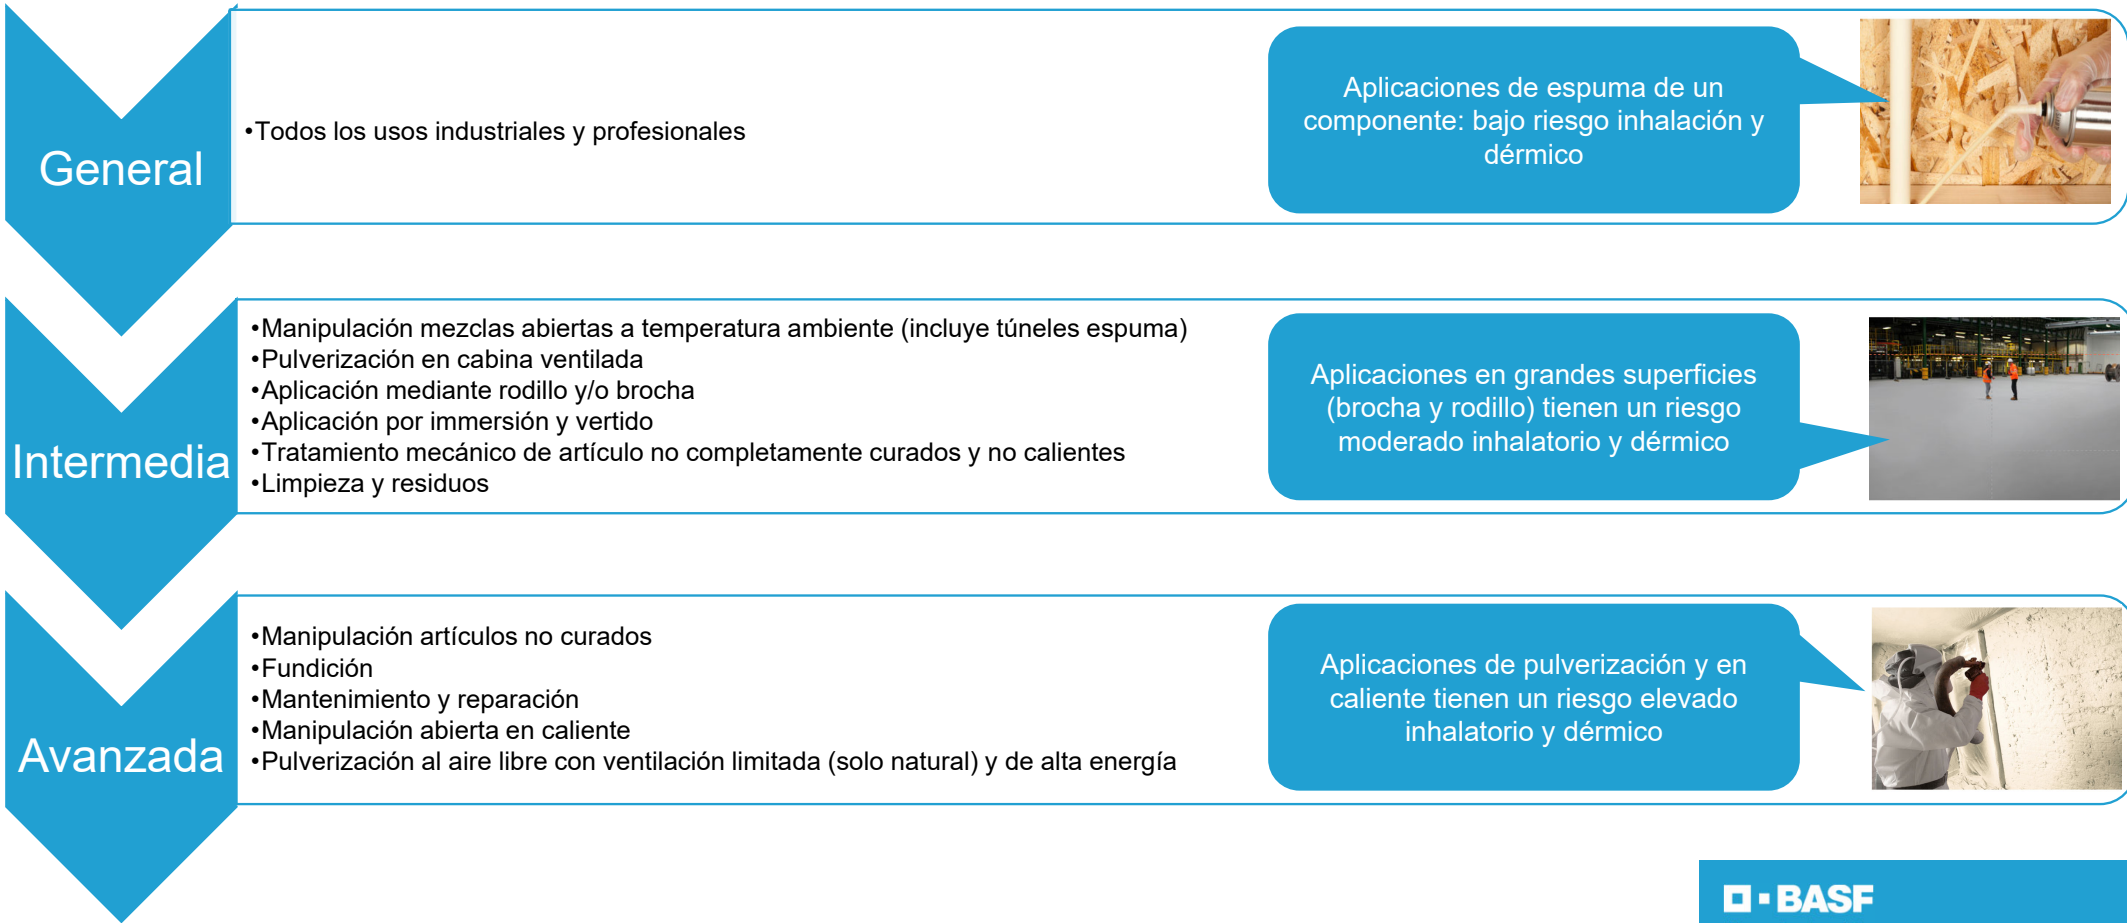 General
•Todos los usos industriales y profesionales
Aplicaciones de espuma de un
componente: bajo riesgo inhalación y
dérmico
Intermedia
•Manipulación mezclas abiertas a temperatura ambiente (incluye túneles espuma)
•Pulverización en cabina ventilada
•Aplicación mediante rodillo y/o brocha
•Aplicación por immersión y vertido
•Tratamiento mecánico de artículo no completamente curados y no calientes
•Limpieza y residuos
Aplicaciones en grandes superficies
(brocha y rodillo) tienen un riesgo
moderado inhalatorio y dérmico
Avanzada
•Manipulación artículos no curados
•Fundición
•Mantenimiento y reparación
•Manipulación abierta en caliente
•Pulverización al aire libre con ventilación limitada (solo natural) y de alta energía
Aplicaciones de pulverización y en
caliente tienen un riesgo elevado
inhalatorio y dérmico
BASF